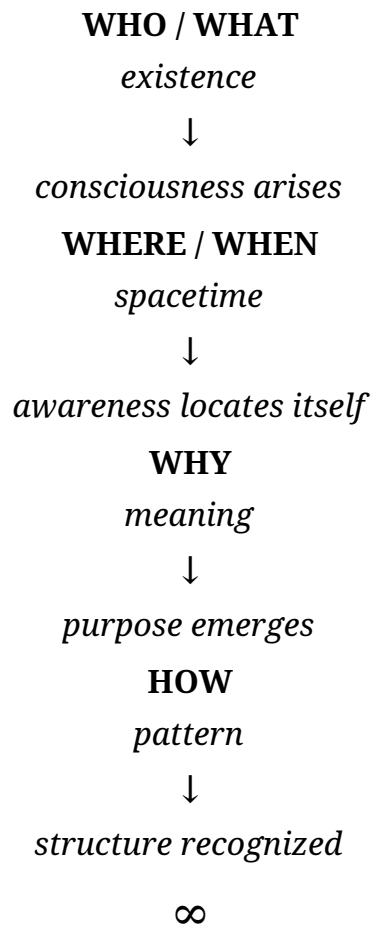 WHO / WHAT
existence
↓
consciousness arises
WHERE / WHEN
spacetime
↓
awareness locates itself
WHY
meaning
↓
purpose emerges
HOW
pattern
↓
structure recognized
∞